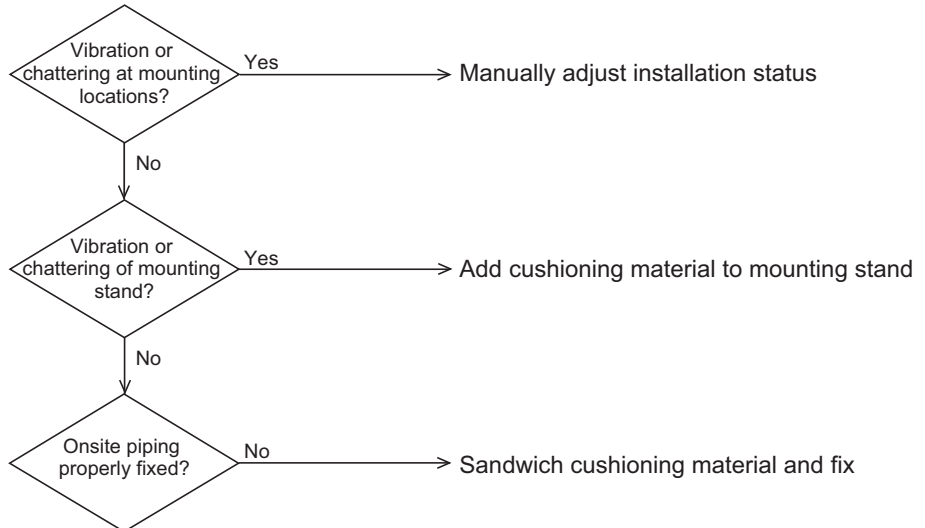 Vibration or
chattering at mounting
locations?
Yes
Manually adjust installation status
No
Vibration or
chattering of mounting
stand?
Yes
Add cushioning material to mounting stand
No
Onsite piping
properly fixed?
No
Sandwich cushioning material and fix